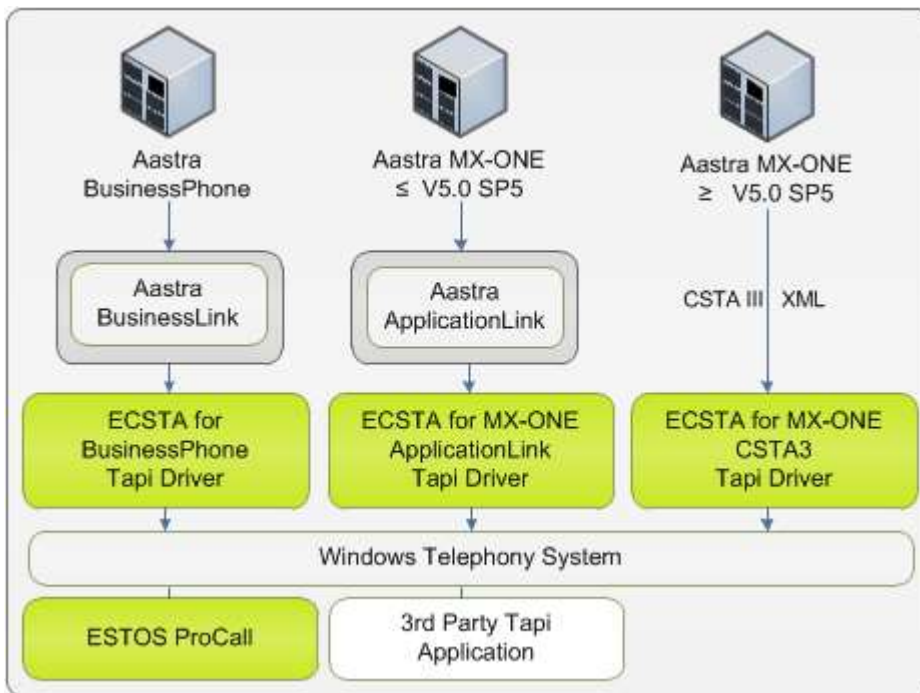 Aastra
BusinessPhone
Aastra MX-ONE
≤ V5.0 SP5
Aastra MX-ONE
≥ V5.0 SP5
Aastra
BusinessLink
Aastra
ApplicationLink
CSTA III XML
ECSTA for
BusinessPhone
Tapi Driver
ECSTA for MX-ONE
ApplicationLink
Tapi Driver
ECSTA for MX-ONE
CSTA3
Tapi Driver
Windows Telephony System
ESTOS ProCall
3rd Party Tapi
Application